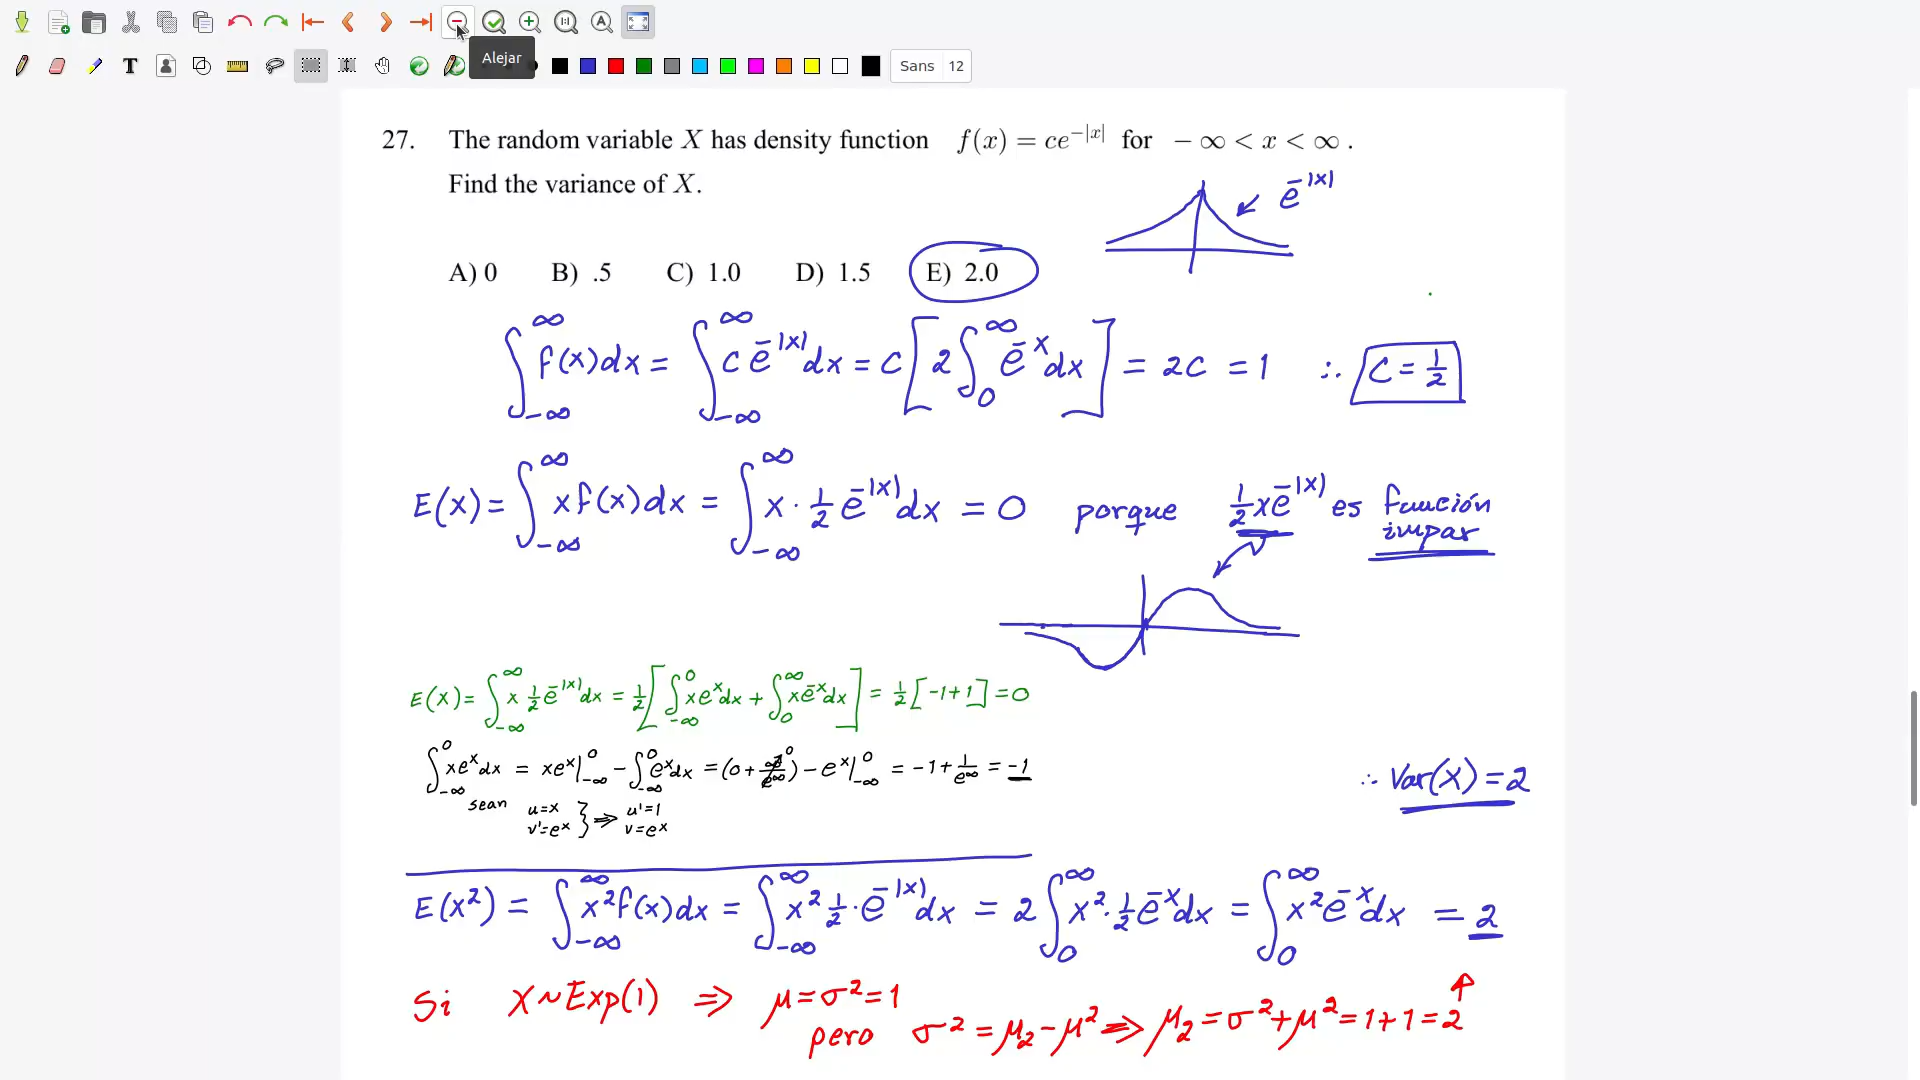 Alejar
Sans 12
27. The random variable X has density function f(x) = ce^{-|x|} for -∞ < x < ∞.
Find the variance of X.
e^{-|x|}
A) 0 B) .5 C) 1.0 D) 1.5 E) 2.0
∫_{-∞}^{∞} f(x)dx = ∫_{-∞}^{∞} c e^{-|x|} dx = c[2∫_0^{∞} e^{-x} dx] = 2c = 1 ∴ c = 1/2
E(X) = ∫_{-∞}^{∞} x f(x)dx = ∫_{-∞}^{∞} x · 1/2 e^{-|x|} dx = 0 porque 1/2 x e^{-|x|} es función
impar
E(X) = ∫_{-∞}^{∞} x 1/2 e^{-|x|} dx = 1/2 [∫_{-∞}^0 x e^x dx + ∫_0^{∞} x e^{-x} dx] = 1/2 [-1+1] = 0
∫_{-∞}^0 x e^x dx = x e^x |_{-∞}^0 - ∫_{-∞}^0 e^x dx = (0 + ∞/e^∞ 0) - e^x |_{-∞}^0 = -1 + 1/e^∞ = -1
∴ Var(X) = 2
sean u = x } ⇒ u' = 1
v' = e^x v = e^x
E(X²) = ∫_{-∞}^{∞} x² f(x)dx = ∫_{-∞}^{∞} x² 1/2 · e^{-|x|} dx = 2∫_0^{∞} x² · 1/2 e^{-x} dx = ∫_0^{∞} x² e^{-x} dx = 2
Si X ~ Exp(1) ⇒ μ = σ² = 1
pero σ² = μ₂ - μ² ⇒ μ₂ = σ² + μ² = 1 + 1 = 2